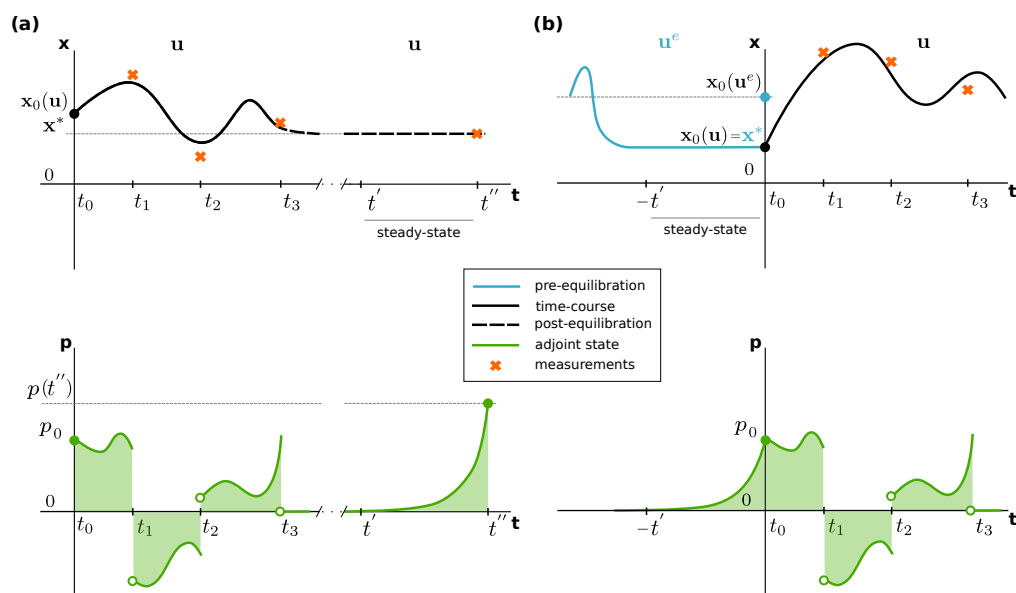 (a)
x
u
u
x₀(u)
x*
0
t₀ t₁ t₂ t₃ t′ t″ t
steady-state
(b)
uᵉ
x
u
x₀(uᵉ)
x₀(u)=x*
0
−t′ t₀ t₁ t₂ t₃ t
steady-state
pre-equilibration
time-course
post-equilibration
adjoint state
measurements
p
p(t″)
p₀
0
t₀ t₁ t₂ t₃ t′ t″ t
p
p₀
0
−t′ t₀ t₁ t₂ t₃ t